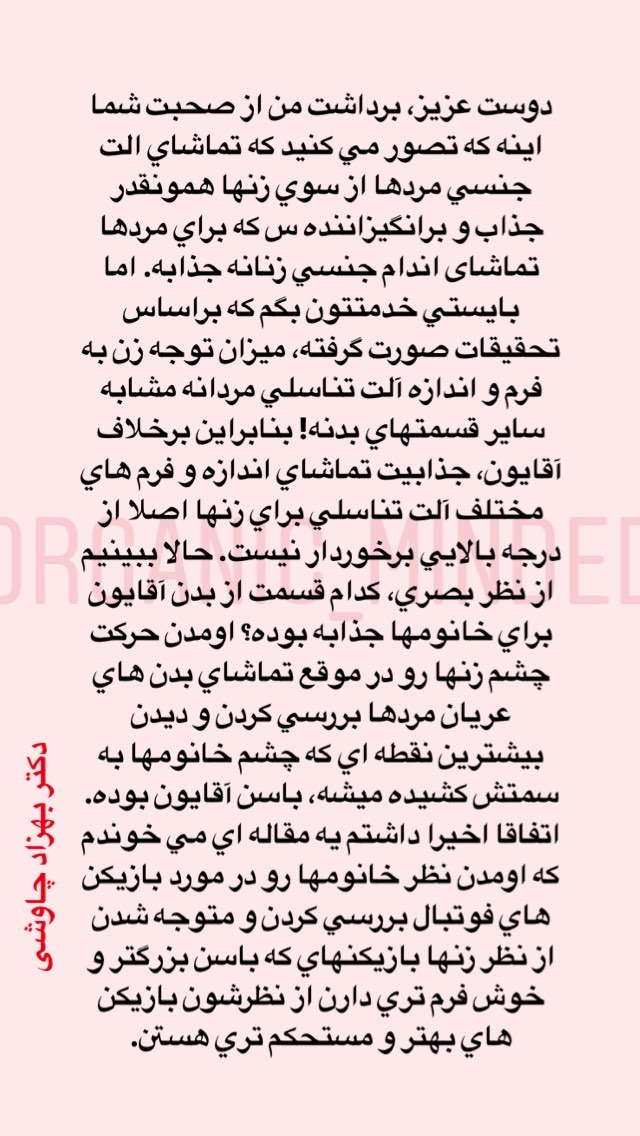 دوست عزيز، برداشت من از صحبت شما
اينه كه تصور مي كنيد كه تماشاي الت
جنسي مردها از سوي زنها همونقدر
جذاب و برانگيزاننده س كه براي مردها
تماشای اندام جنسي زنانه جذابه. اما
بايستي خدمتتون بگم كه براساس
تحقيقات صورت گرفته، ميزان توجه زن به
فرم و اندازه آلت تناسلي مردانه مشابه
ساير قسمتهاي بدنه! بنابراين برخلاف
آقايون، جذابيت تماشاي اندازه و فرم هاي
مختلف آلت تناسلي براي زنها اصلا از
درجه بالايي برخوردار نيست. حالا ببينيم
از نظر بصري، كدام قسمت از بدن آقايون
براي خانومها جذابه بوده؟ اومدن حركت
چشم زنها رو در موقع تماشاي بدن هاي
عريان مردها بررسي كردن و ديدن
بيشترين نقطه اي كه چشم خانومها به
سمتش كشيده ميشه، باسن آقايون بوده.
اتفاقا اخيرا داشتم يه مقاله اي مي خوندم
كه اومدن نظر خانومها رو در مورد بازيكن
هاي فوتبال بررسي كردن و متوجه شدن
از نظر زنها بازيكنهاي كه باسن بزرگتر و
خوش فرم تري دارن از نظرشون بازيكن
هاي بهتر و مستحكم تري هستن.
دکتر بهزاد چاوشی
ORGANIC_MINDED